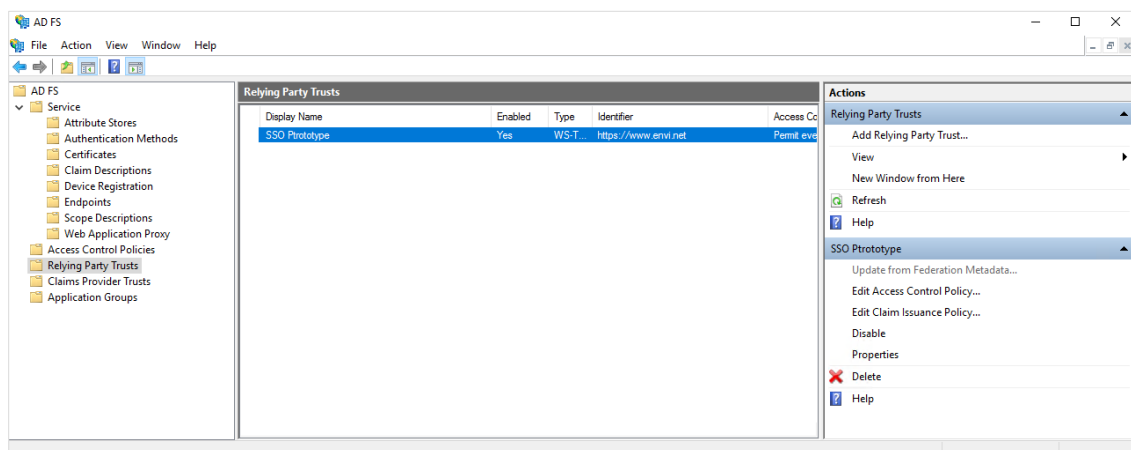 AD FS
File Action View Window Help
AD FS
Service
Attribute Stores
Authentication Methods
Certificates
Claim Descriptions
Device Registration
Endpoints
Scope Descriptions
Web Application Proxy
Access Control Policies
Relying Party Trusts
Claims Provider Trusts
Application Groups
Relying Party Trusts
Display Name Enabled Type Identifier Access Co
SSO Ptrototype Yes WS-T... https://www.envi.net Permit eve
Actions
Relying Party Trusts
Add Relying Party Trust...
View
New Window from Here
Refresh
Help
SSO Ptrototype
Update from Federation Metadata...
Edit Access Control Policy...
Edit Claim Issuance Policy...
Disable
Properties
Delete
Help